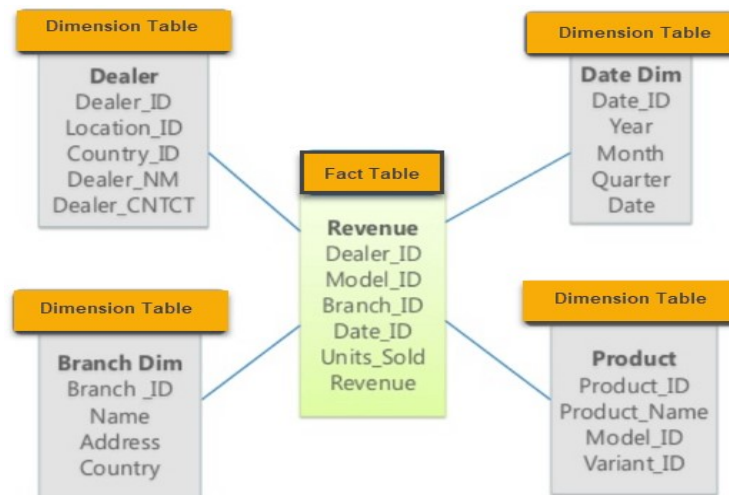 Dimension Table
Dealer
Dealer_ID
Location_ID
Country_ID
Dealer_NM
Dealer_CNTCT
Dimension Table
Date Dim
Date_ID
Year
Month
Quarter
Date
Fact Table
Revenue
Dealer_ID
Model_ID
Branch_ID
Date_ID
Units_Sold
Revenue
Dimension Table
Branch Dim
Branch _ID
Name
Address
Country
Dimension Table
Product
Product_ID
Product_Name
Model_ID
Variant_ID